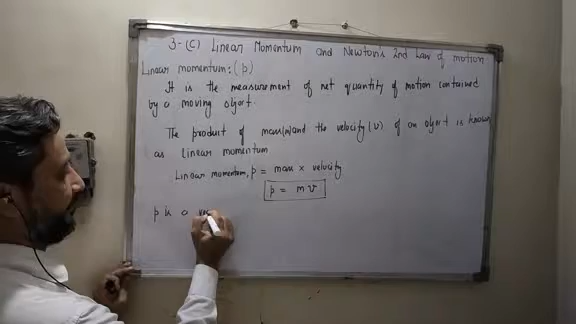 3-(C) Linear Momentum and Newton's 2nd Law of motion
Linear momentum:(p)
It is the measurement of net quantity of motion contained
by a moving object.
The product of mass(m) and the velocity(v) of an object is known
as linear momentum
Linear momentum, p = mass × velocity
p = m v
p is a ve